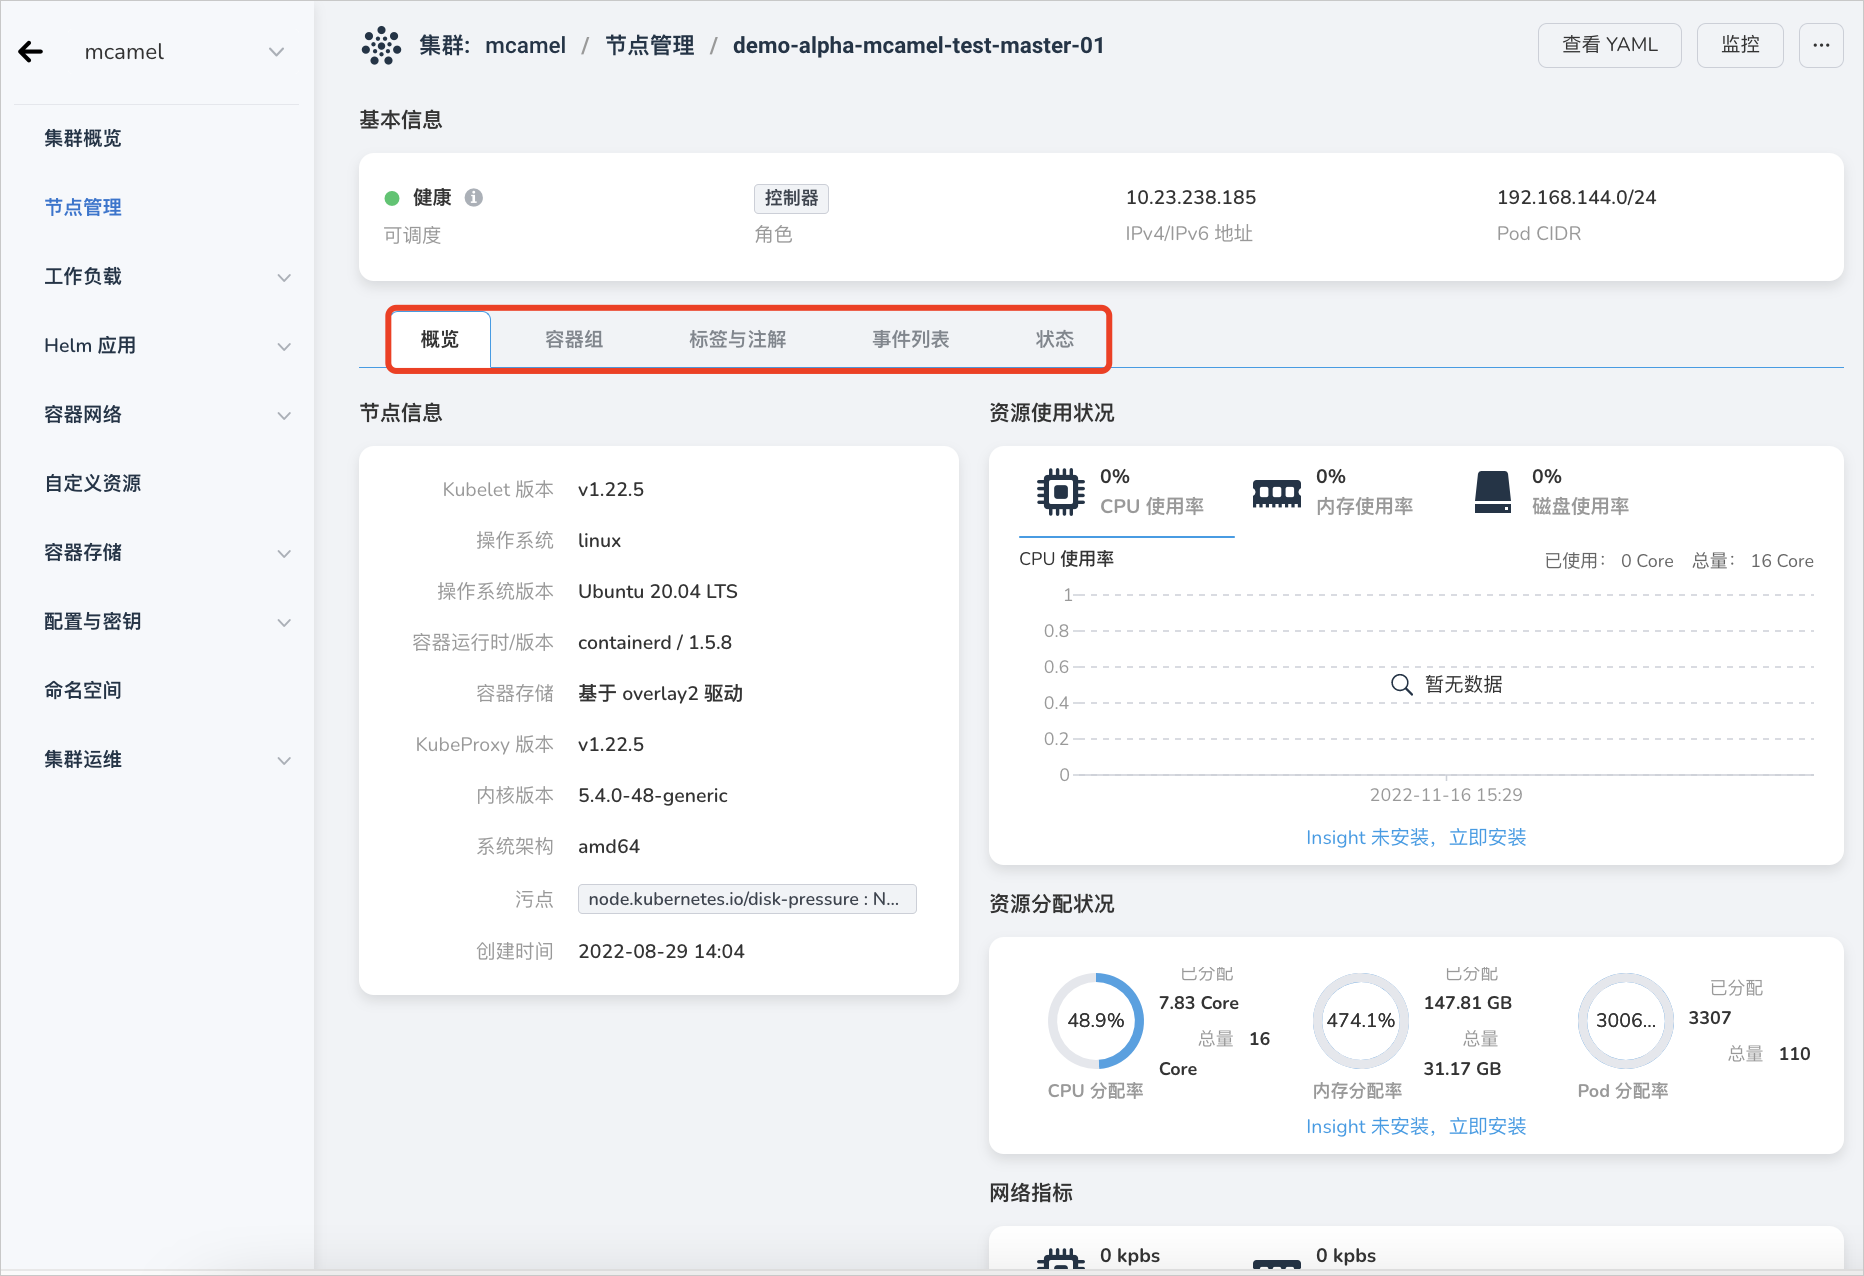 mcamel
集群概览
节点管理
工作负载
Helm 应用
容器网络
自定义资源
容器存储
配置与密钥
命名空间
集群运维
集群: mcamel / 节点管理 / demo-alpha-mcamel-test-master-01
查看 YAML
监控
基本信息
健康
可调度
控制器
角色
10.23.238.185
IPv4/IPv6 地址
192.168.144.0/24
Pod CIDR
概览 容器组 标签与注解 事件列表 状态
节点信息
Kubelet 版本 v1.22.5
操作系统 linux
操作系统版本 Ubuntu 20.04 LTS
容器运行时/版本 containerd / 1.5.8
容器存储 基于 overlay2 驱动
KubeProxy 版本 v1.22.5
内核版本 5.4.0-48-generic
系统架构 amd64
污点 node.kubernetes.io/disk-pressure : N...
创建时间 2022-08-29 14:04
资源使用状况
0%
CPU 使用率
0%
内存使用率
0%
磁盘使用率
CPU 使用率
已使用: 0 Core 总量: 16 Core
1
0.8
0.6
0.4
0.2
0
暂无数据
2022-11-16 15:29
Insight 未安装，立即安装
资源分配状况
48.9%
CPU 分配率
已分配
7.83 Core
总量 16
Core
474.1%
内存分配率
已分配
147.81 GB
总量
31.17 GB
3006...
Pod 分配率
已分配
3307
总量 110
Insight 未安装，立即安装
网络指标
0 kpbs
0 kpbs